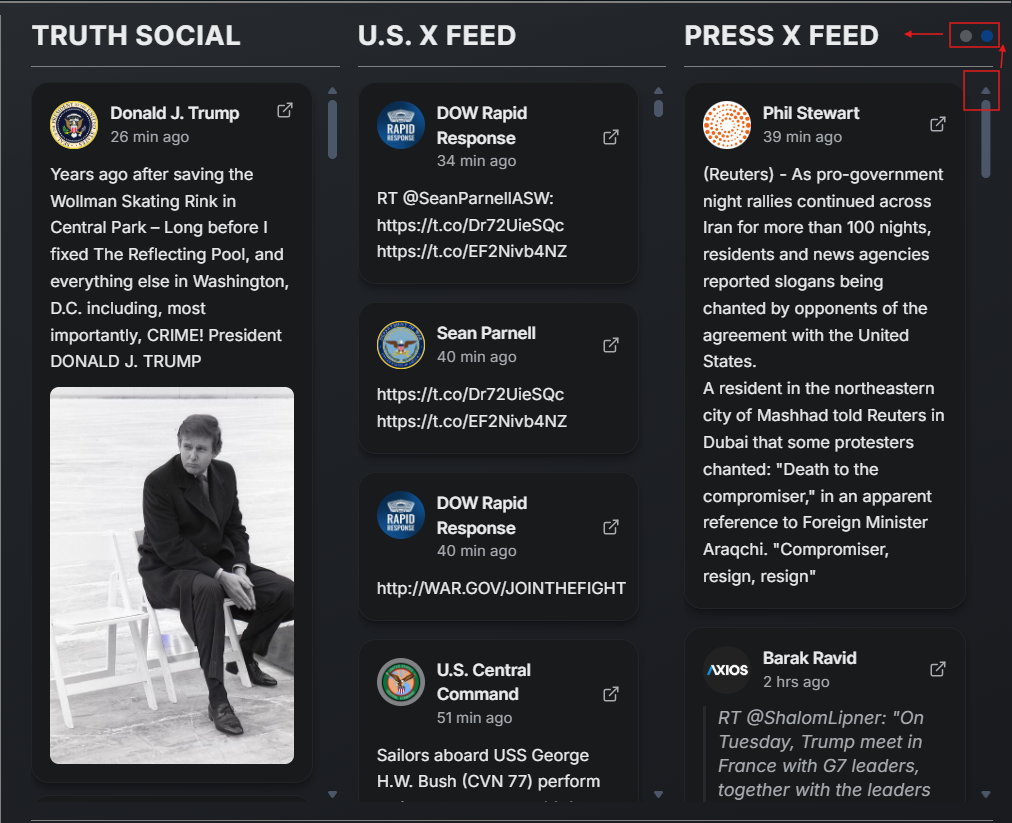 TRUTH SOCIAL
Donald J. Trump
26 min ago
Years ago after saving the
Wollman Skating Rink in
Central Park – Long before I
fixed The Reflecting Pool, and
everything else in Washington,
D.C. including, most
importantly, CRIME! President
DONALD J. TRUMP
U.S. X FEED
RAPID
RESPONSE
DOW Rapid
Response
34 min ago
RT @SeanParnellASW:
https://t.co/Dr72UieSQc
https://t.co/EF2Nivb4NZ
Sean Parnell
40 min ago
https://t.co/Dr72UieSQc
https://t.co/EF2Nivb4NZ
RAPID
RESPONSE
DOW Rapid
Response
40 min ago
http://WAR.GOV/JOINTHEFIGHT
U.S. Central
Command
51 min ago
Sailors aboard USS George
H.W. Bush (CVN 77) perform
PRESS X FEED
Phil Stewart
39 min ago
(Reuters) - As pro-government
night rallies continued across
Iran for more than 100 nights,
residents and news agencies
reported slogans being
chanted by opponents of the
agreement with the United
States.
A resident in the northeastern
city of Mashhad told Reuters in
Dubai that some protesters
chanted: "Death to the
compromiser," in an apparent
reference to Foreign Minister
Araqchi. "Compromiser,
resign, resign"
AXIOS
Barak Ravid
2 hrs ago
RT @ShalomLipner: "On
Tuesday, Trump meet in
France with G7 leaders,
together with the leaders